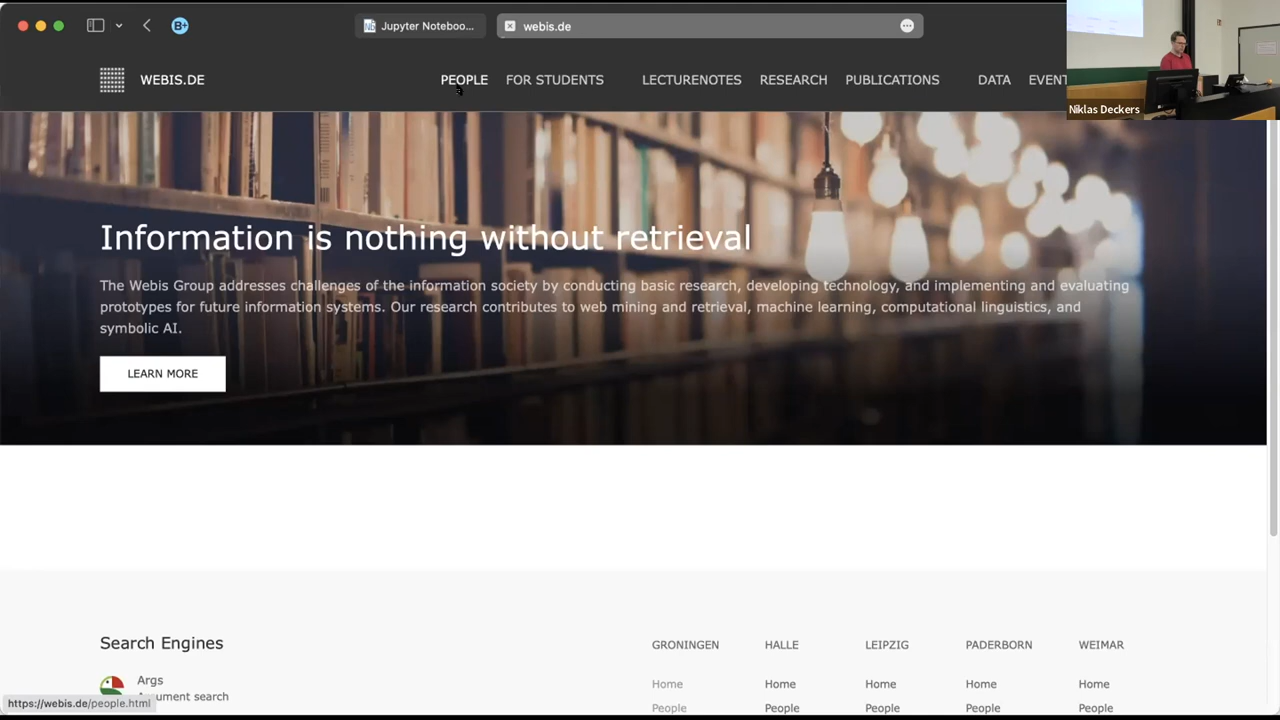 Jupyter Noteboo...
webis.de
WEBIS.DE
PEOPLE
FOR STUDENTS
LECTURENOTES
RESEARCH
PUBLICATIONS
DATA
EVENT
Niklas Deckers
Information is nothing without retrieval
The Webis Group addresses challenges of the information society by conducting basic research, developing technology, and implementing and evaluating
prototypes for future information systems. Our research contributes to web mining and retrieval, machine learning, computational linguistics, and
symbolic AI.
LEARN MORE
Search Engines
Args
ument search
GRONINGEN
Home
People
HALLE
Home
People
LEIPZIG
Home
People
PADERBORN
Home
People
WEIMAR
Home
People
https://webis.de/people.html